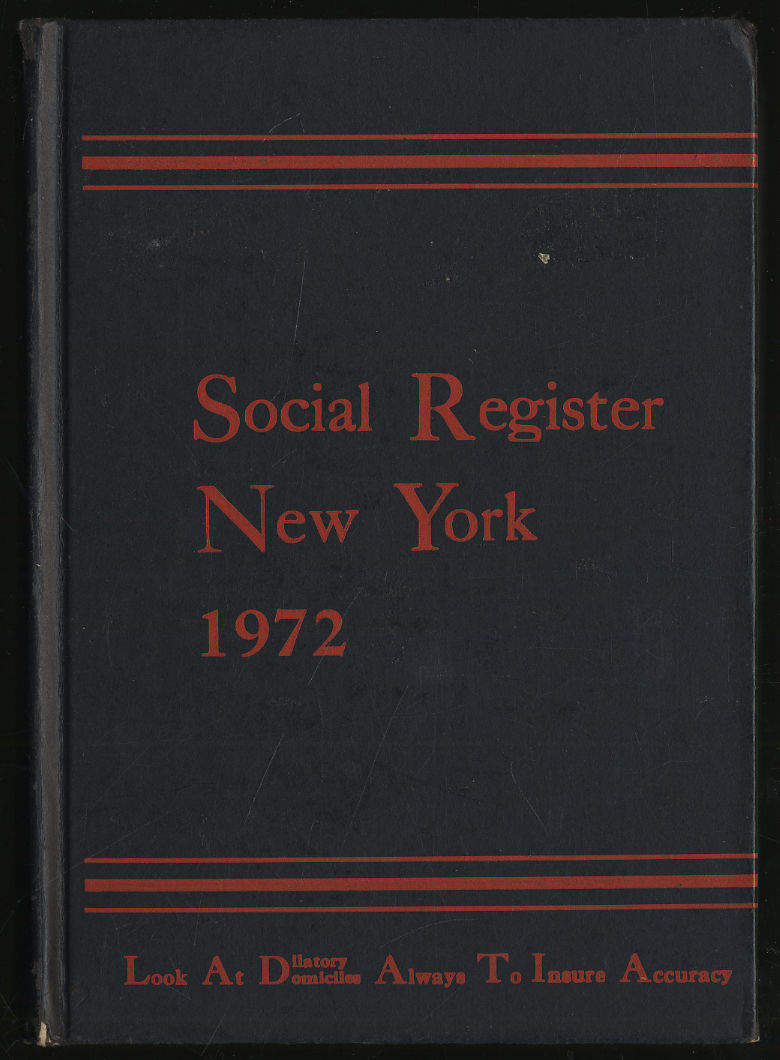 Social Register
New York
1972
Look At Dilatory Domiciles Always To Insure Accuracy